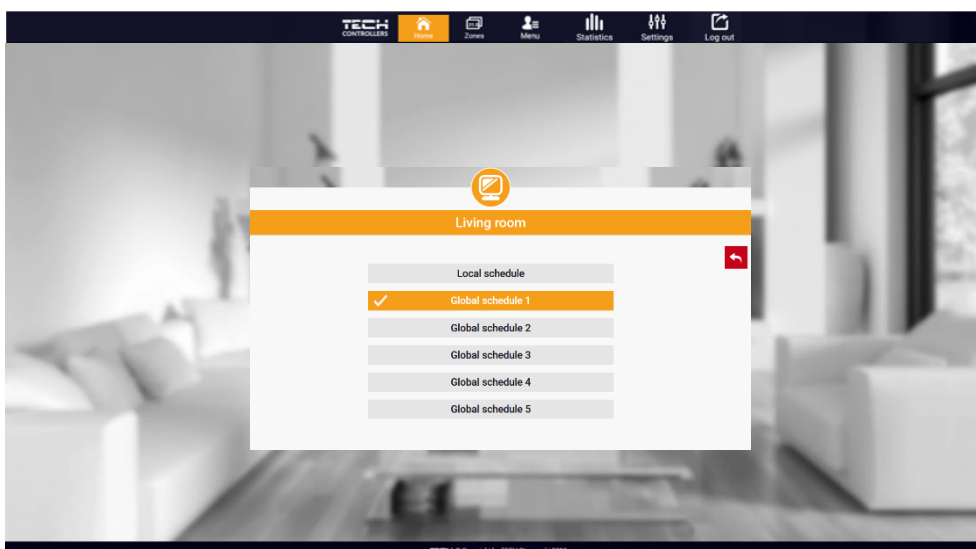 TECH
CONTROLLERS
Home
Zones
Menu
Statistics
Settings
Log out
Living room
Local schedule
Global schedule 1
Global schedule 2
Global schedule 3
Global schedule 4
Global schedule 5